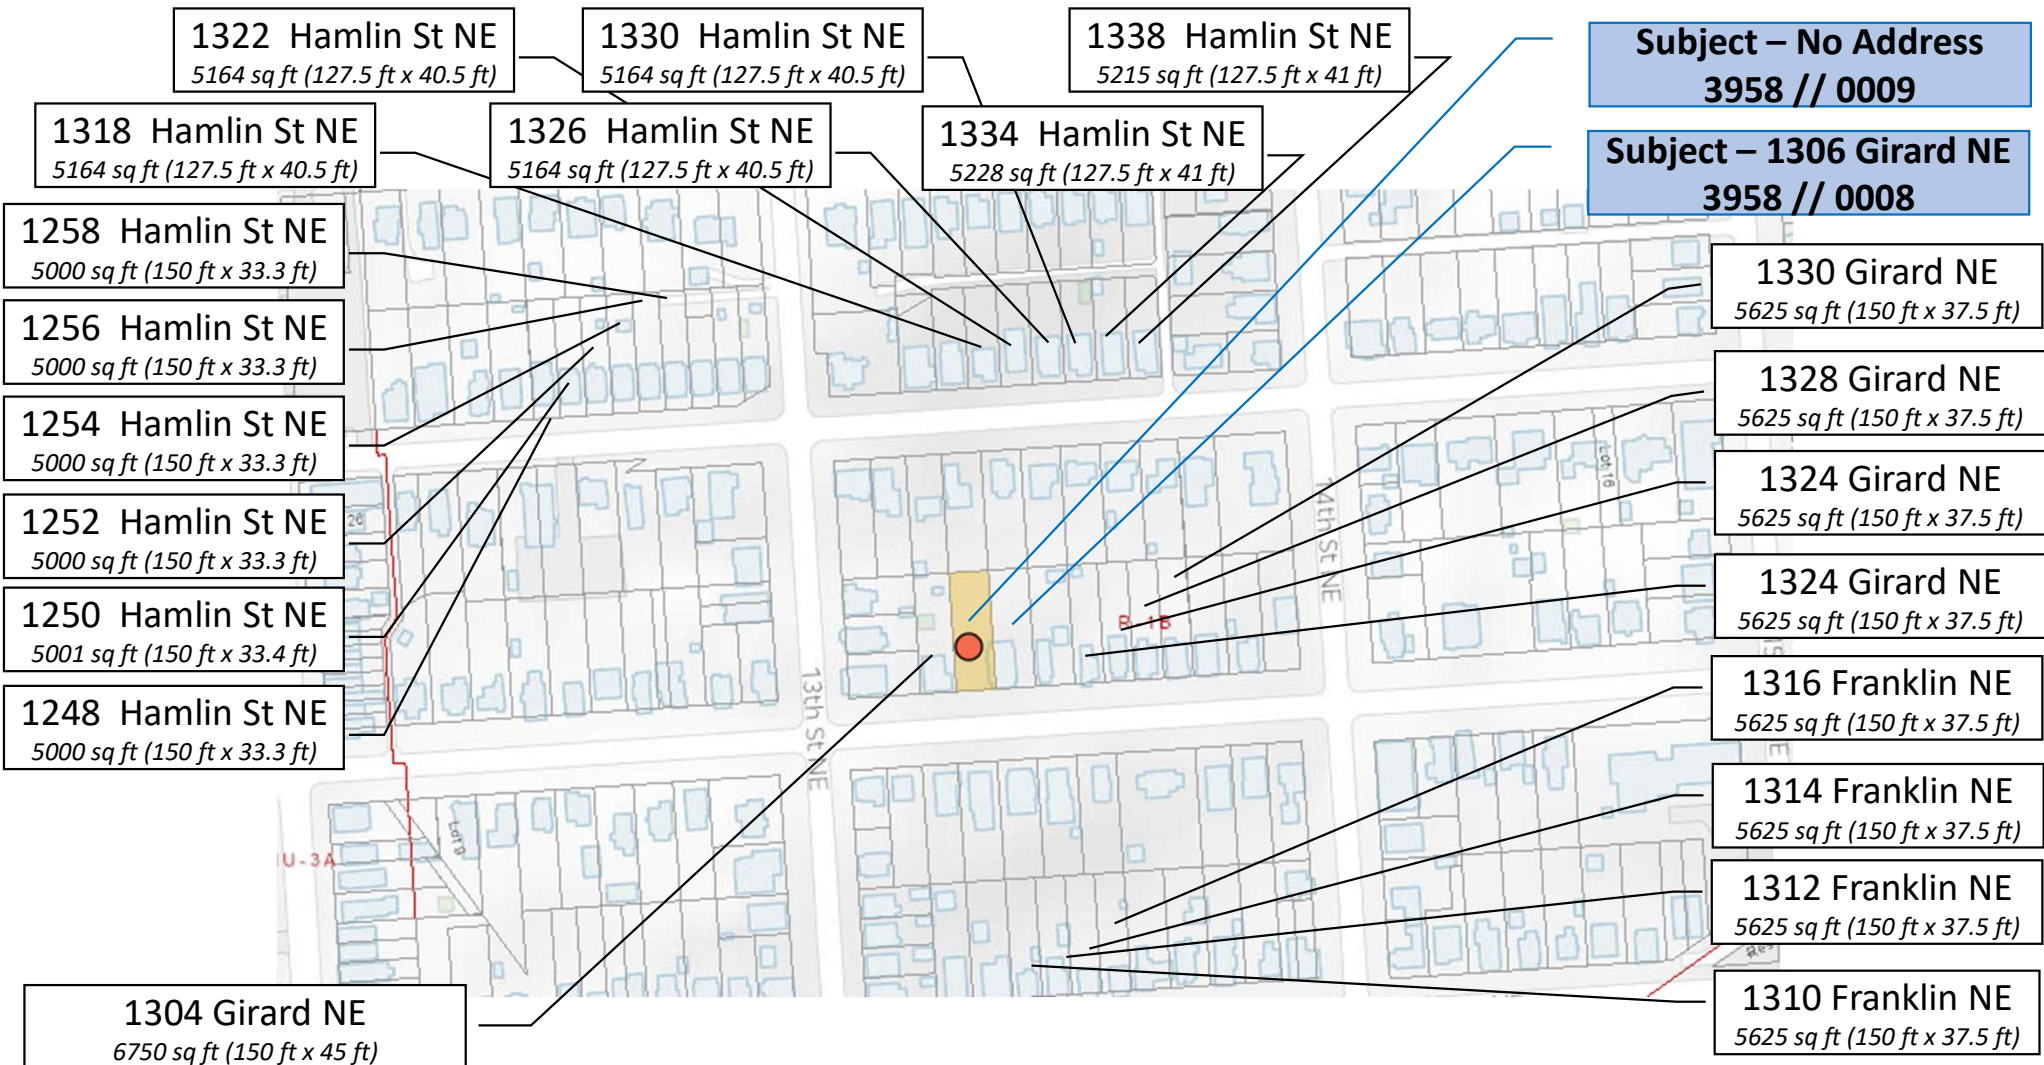 1322 Hamlin St NE
5164 sq ft (127.5 ft x 40.5 ft)
1330 Hamlin St NE
5164 sq ft (127.5 ft x 40.5 ft)
1338 Hamlin St NE
5215 sq ft (127.5 ft x 41 ft)
Subject – No Address
3958 // 0009
1318 Hamlin St NE
5164 sq ft (127.5 ft x 40.5 ft)
1326 Hamlin St NE
5164 sq ft (127.5 ft x 40.5 ft)
1334 Hamlin St NE
5228 sq ft (127.5 ft x 41 ft)
Subject – 1306 Girard NE
3958 // 0008
1258 Hamlin St NE
5000 sq ft (150 ft x 33.3 ft)
1256 Hamlin St NE
5000 sq ft (150 ft x 33.3 ft)
1254 Hamlin St NE
5000 sq ft (150 ft x 33.3 ft)
1252 Hamlin St NE
5000 sq ft (150 ft x 33.3 ft)
1250 Hamlin St NE
5001 sq ft (150 ft x 33.4 ft)
1248 Hamlin St NE
5000 sq ft (150 ft x 33.3 ft)
1330 Girard NE
5625 sq ft (150 ft x 37.5 ft)
1328 Girard NE
5625 sq ft (150 ft x 37.5 ft)
1324 Girard NE
5625 sq ft (150 ft x 37.5 ft)
1324 Girard NE
5625 sq ft (150 ft x 37.5 ft)
1316 Franklin NE
5625 sq ft (150 ft x 37.5 ft)
1314 Franklin NE
5625 sq ft (150 ft x 37.5 ft)
1312 Franklin NE
5625 sq ft (150 ft x 37.5 ft)
1310 Franklin NE
5625 sq ft (150 ft x 37.5 ft)
1304 Girard NE
6750 sq ft (150 ft x 45 ft)
Lot 16
26
14th St NE
R-1B
13th St NE
Lot 9
U-3A